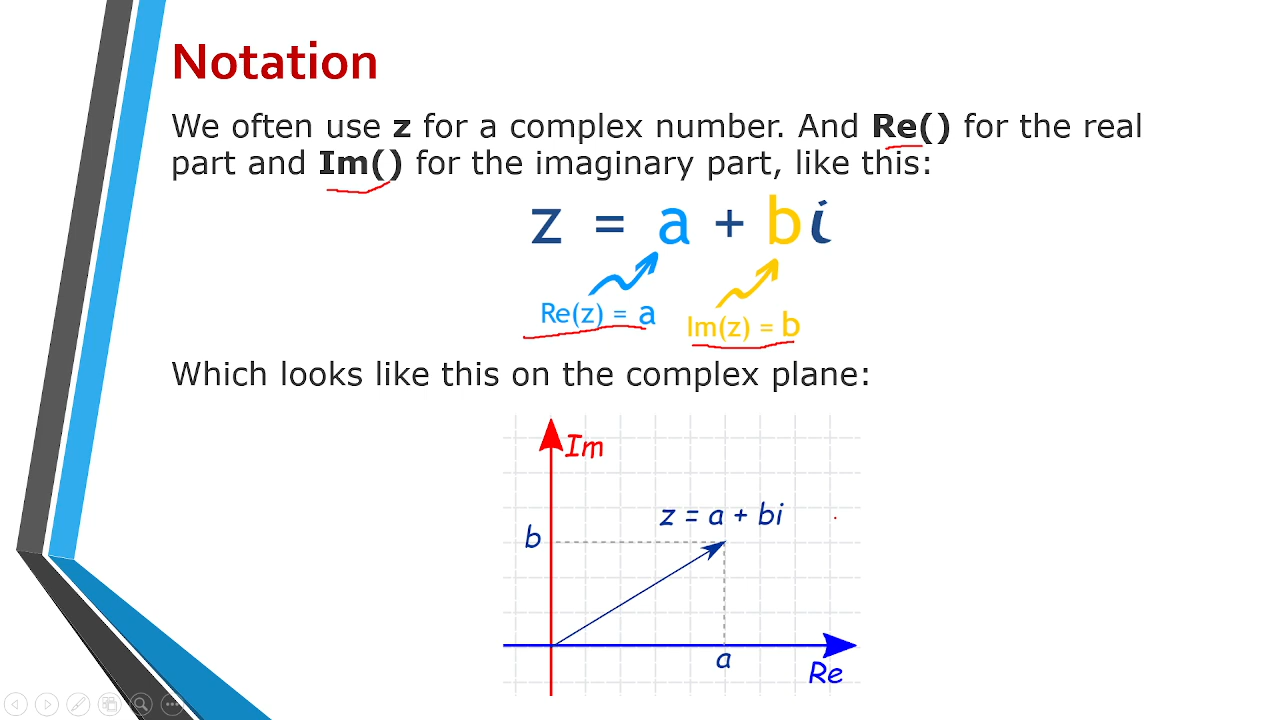 Notation
We often use z for a complex number. And Re() for the real
part and Im() for the imaginary part, like this:
z = a + bi
Re(z) = a
Im(z) = b
Which looks like this on the complex plane:
Im
z = a + bi
b
a
Re